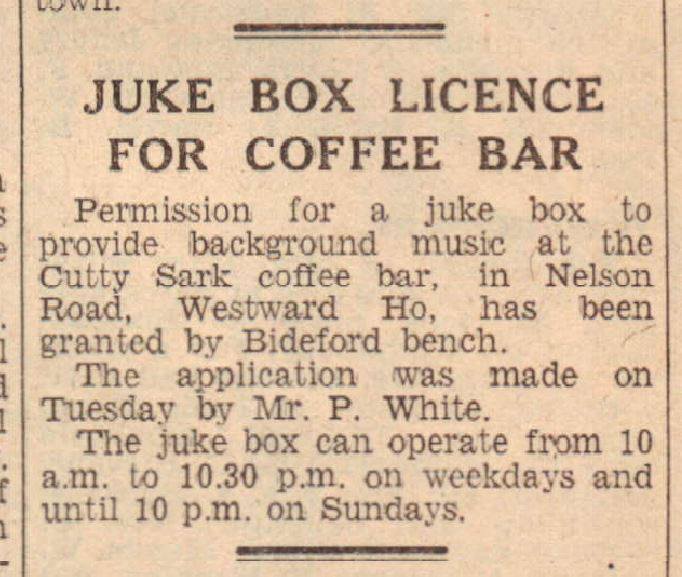 town.
JUKE BOX LICENCE
FOR COFFEE BAR
Permission for a juke box to
provide background music at the
Cutty Sark coffee bar, in Nelson
Road, Westward Ho, has been
granted by Bideford bench.
The application was made on
Tuesday by Mr. P. White.
The juke box can operate from 10
a.m. to 10.30 p.m. on weekdays and
until 10 p.m. on Sundays.